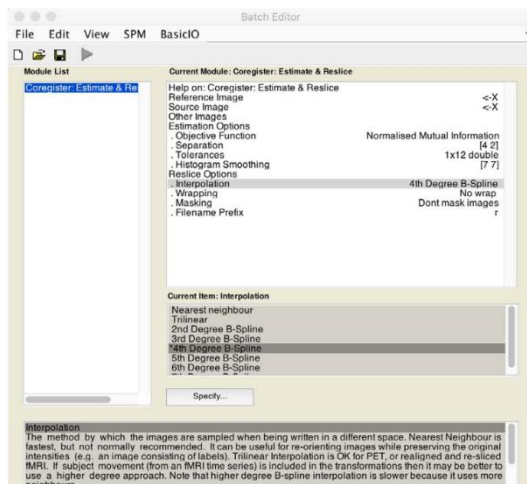 Batch Editor
File Edit View SPM BasicIO
Module List
Coregister: Estimate & Re
Current Module: Coregister: Estimate & Reslice
Help on: Coregister: Estimate & Reslice
Reference Image <-X
Source Image <-X
Other Images
Estimation Options
. Objective Function Normalised Mutual Information
. Separation [4 2]
. Tolerances 1x12 double
. Histogram Smoothing [7 7]
Reslice Options
. Interpolation 4th Degree B-Spline
. Wrapping No wrap
. Masking Dont mask images
. Filename Prefix r
Current Item: Interpolation
Nearest neighbour
Trilinear
2nd Degree B-Spline
3rd Degree B-Spline
*4th Degree B-Spline
5th Degree B-Spline
6th Degree B-Spline
Specify...
Interpolation
The method by which the images are sampled when being written in a different space. Nearest Neighbour is
fastest, but not normally recommended. It can be useful for re-orienting images while preserving the original
intensities (e.g. an image consisting of labels). Trilinear Interpolation is OK for PET, or realigned and re-sliced
fMRI. If subject movement (from an fMRI time series) is included in the transformations then it may be better to
use a higher degree approach. Note that higher degree B-spline interpolation is slower because it uses more